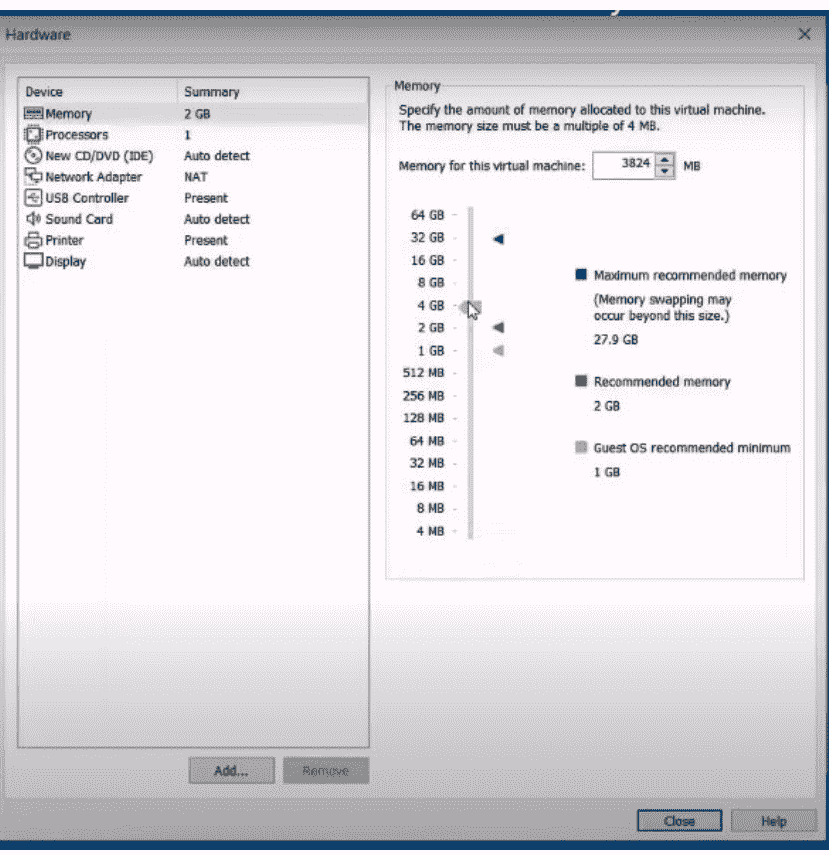 Hardware
Device Summary
Memory 2 GB
Processors 1
New CD/DVD (IDE) Auto detect
Network Adapter NAT
USB Controller Present
Sound Card Auto detect
Printer Present
Display Auto detect
Add... Remove
Memory
Specify the amount of memory allocated to this virtual machine.
The memory size must be a multiple of 4 MB.
Memory for this virtual machine: 3824 MB
64 GB
32 GB
16 GB
8 GB
4 GB
2 GB
1 GB
512 MB
256 MB
128 MB
64 MB
32 MB
16 MB
8 MB
4 MB
Maximum recommended memory
(Memory swapping may
occur beyond this size.)
27.9 GB
Recommended memory
2 GB
Guest OS recommended minimum
1 GB
Close Help